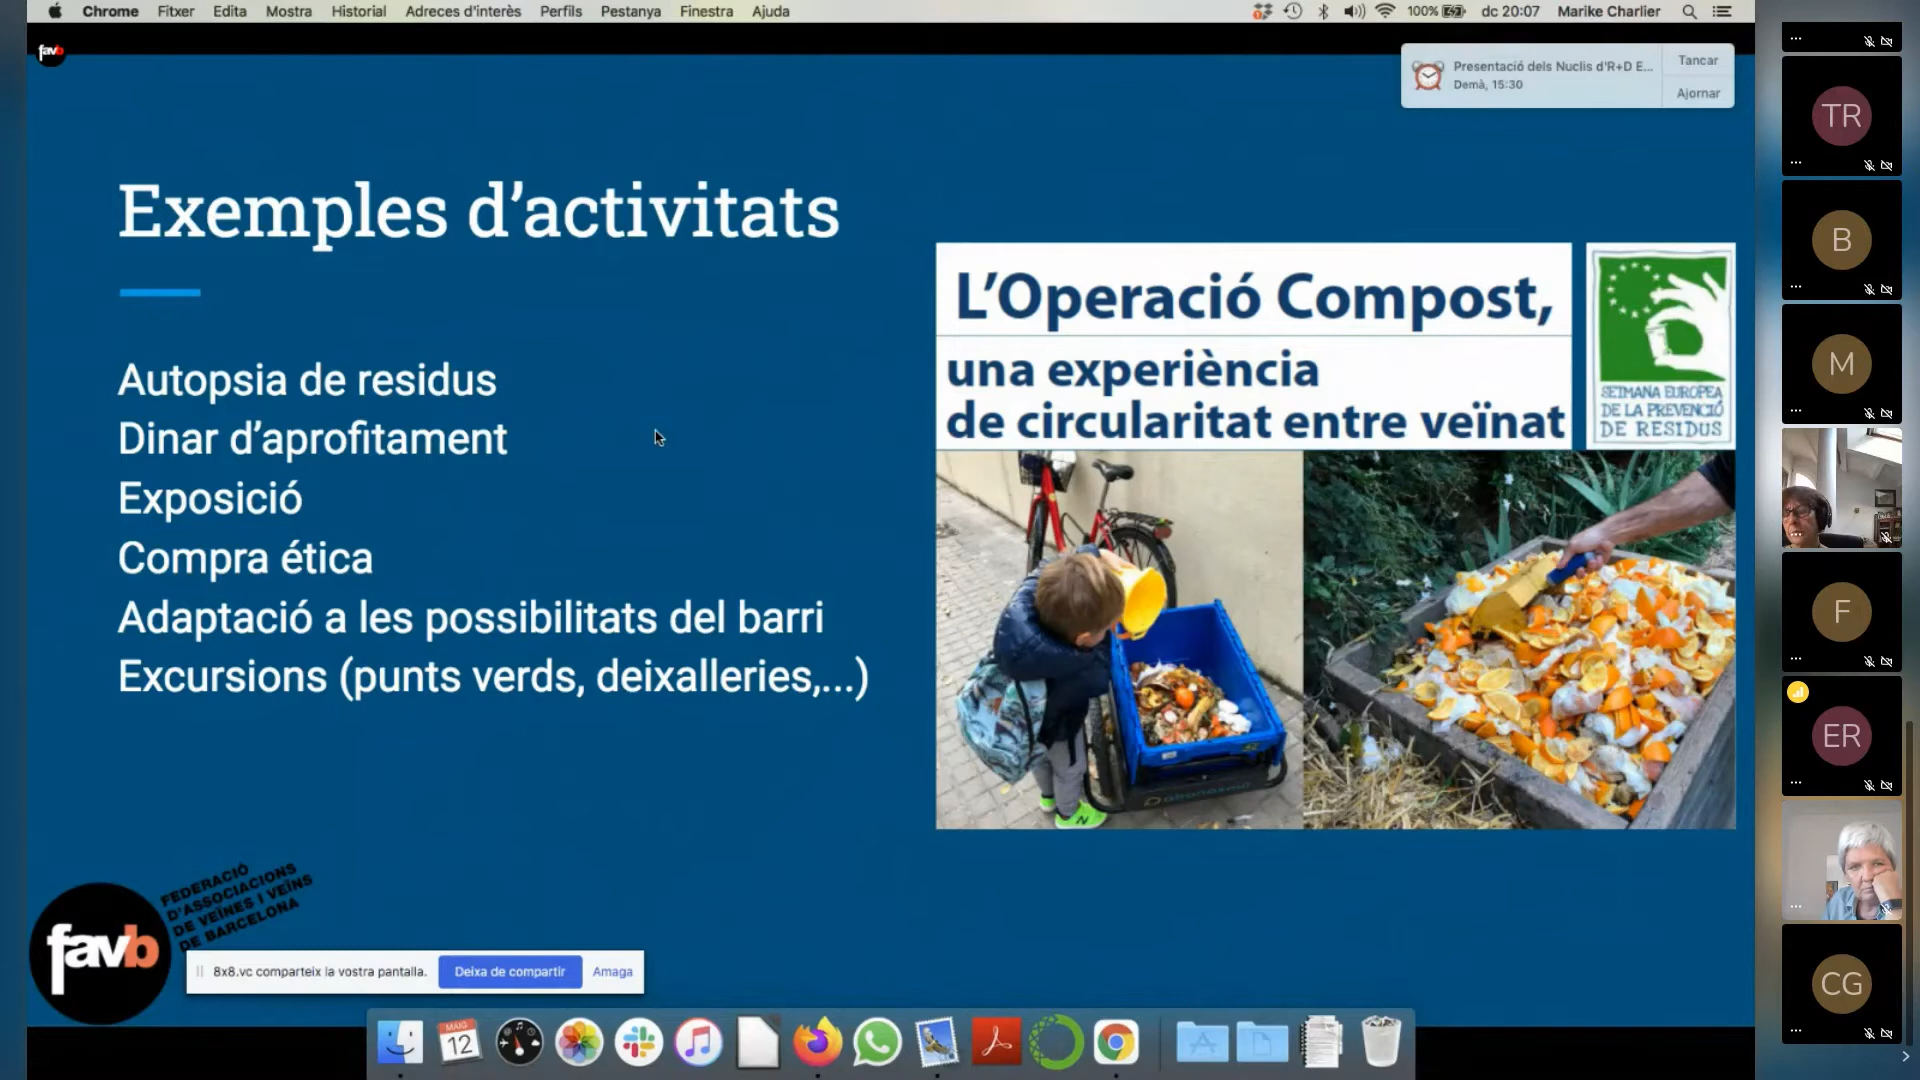 Chrome Fitxer Edita Mostra Historial Adreces d'interès Perfils Pestanya Finestra Ajuda
100% dc 20:07 Marike Charlier
favb
Presentació dels Nuclis d'R+D E...
Demà, 15:30
Tancar
Ajornar
Exemples d'activitats
Autopsia de residus
Dinar d'aprofitament
Exposició
Compra ética
Adaptació a les possibilitats del barri
Excursions (punts verds, deixalleries,...)
L'Operació Compost,
una experiència
de circularitat entre veïnat
SETMANA EUROPEA
DE LA PREVENCIÓ
DE RESIDUS
favb
FEDERACIÓ
D'ASSOCIACIONS
DE VEÏNES I VEÏNS
DE BARCELONA
8x8.vc comparteix la vostra pantalla.
Deixa de compartir
Amaga
MAIG
12
TR
B
M
F
ER
CG